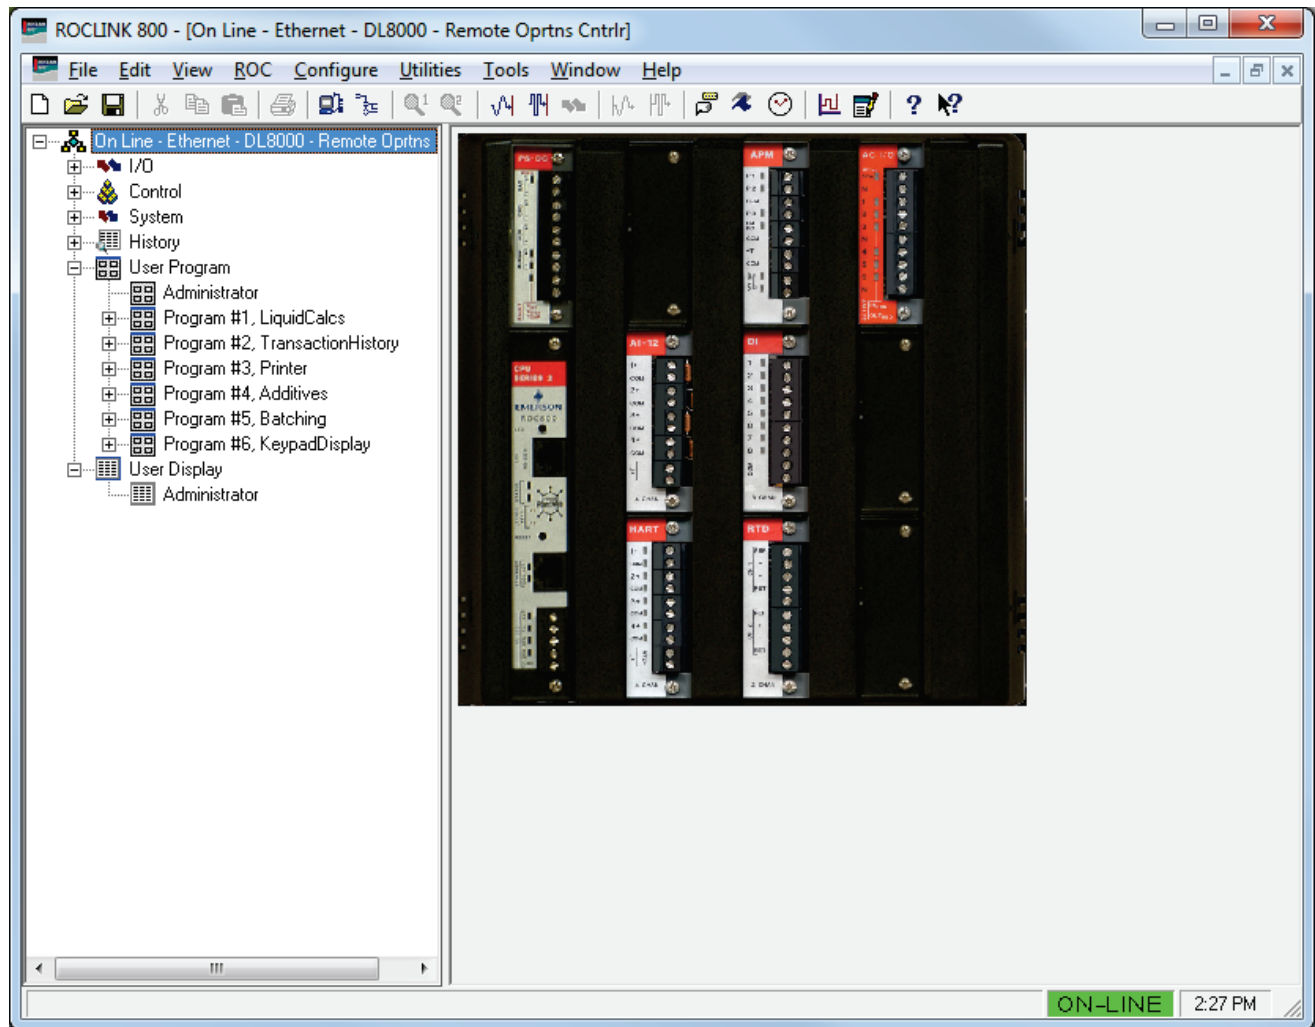 ROCLINK 800 - [On Line - Ethernet - DL8000 - Remote Oprtns Cntrlr]
File Edit View ROC Configure Utilities Tools Window Help
On Line - Ethernet - DL8000 - Remote Oprtns
I/O
Control
System
History
User Program
Administrator
Program #1, LiquidCalcs
Program #2, TransactionHistory
Program #3, Printer
Program #4, Additives
Program #5, Batching
Program #6, KeypadDisplay
User Display
Administrator
PS-DC
APM
AC-I/O
AI-12
DI
CPU
SERIES 2
EMERSON
ROC800
HART
RTD
ON-LINE 2:27 PM